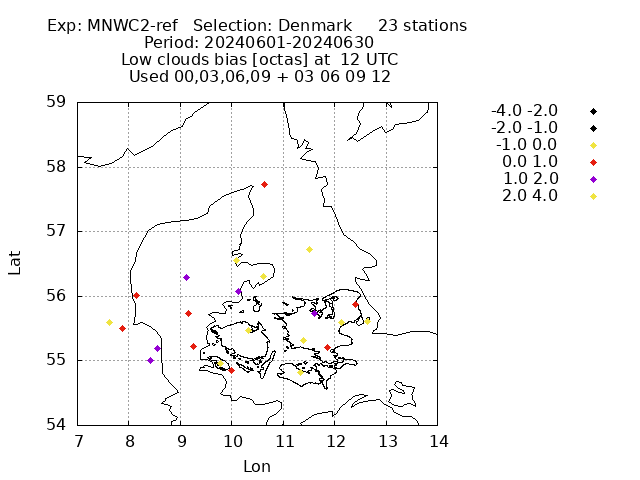 Exp: MNWC2-ref   Selection: Denmark     23 stations
Period: 20240601-20240630
Low clouds bias [octas] at  12 UTC
Used 00,03,06,09 + 03 06 09 12
-4.0 -2.0
-2.0 -1.0
-1.0 0.0
0.0 1.0
1.0 2.0
2.0 4.0
Lat
59
58
57
56
55
54
7 8 9 10 11 12 13 14
Lon